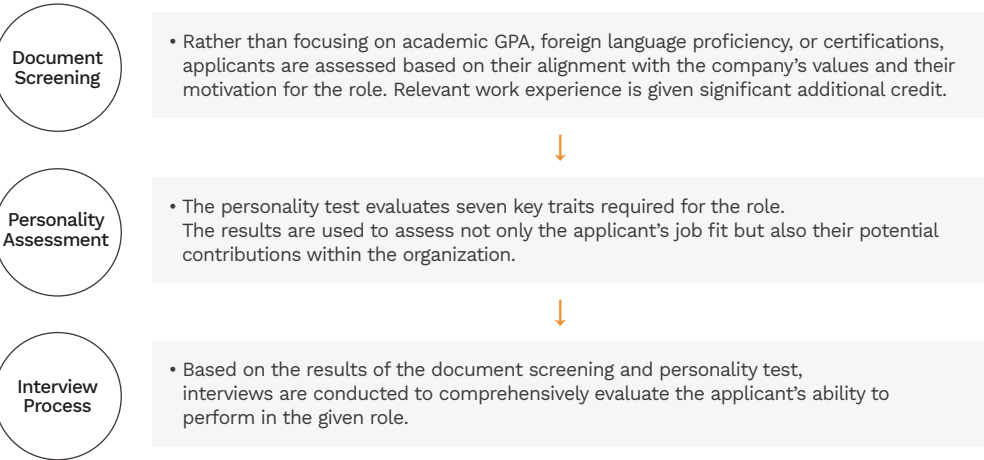 Document
Screening
• Rather than focusing on academic GPA, foreign language proficiency, or certifications,
applicants are assessed based on their alignment with the company’s values and their
motivation for the role. Relevant work experience is given significant additional credit.
↓
Personality
Assessment
• The personality test evaluates seven key traits required for the role.
The results are used to assess not only the applicant’s job fit but also their potential
contributions within the organization.
↓
Interview
Process
• Based on the results of the document screening and personality test,
interviews are conducted to comprehensively evaluate the applicant’s ability to
perform in the given role.